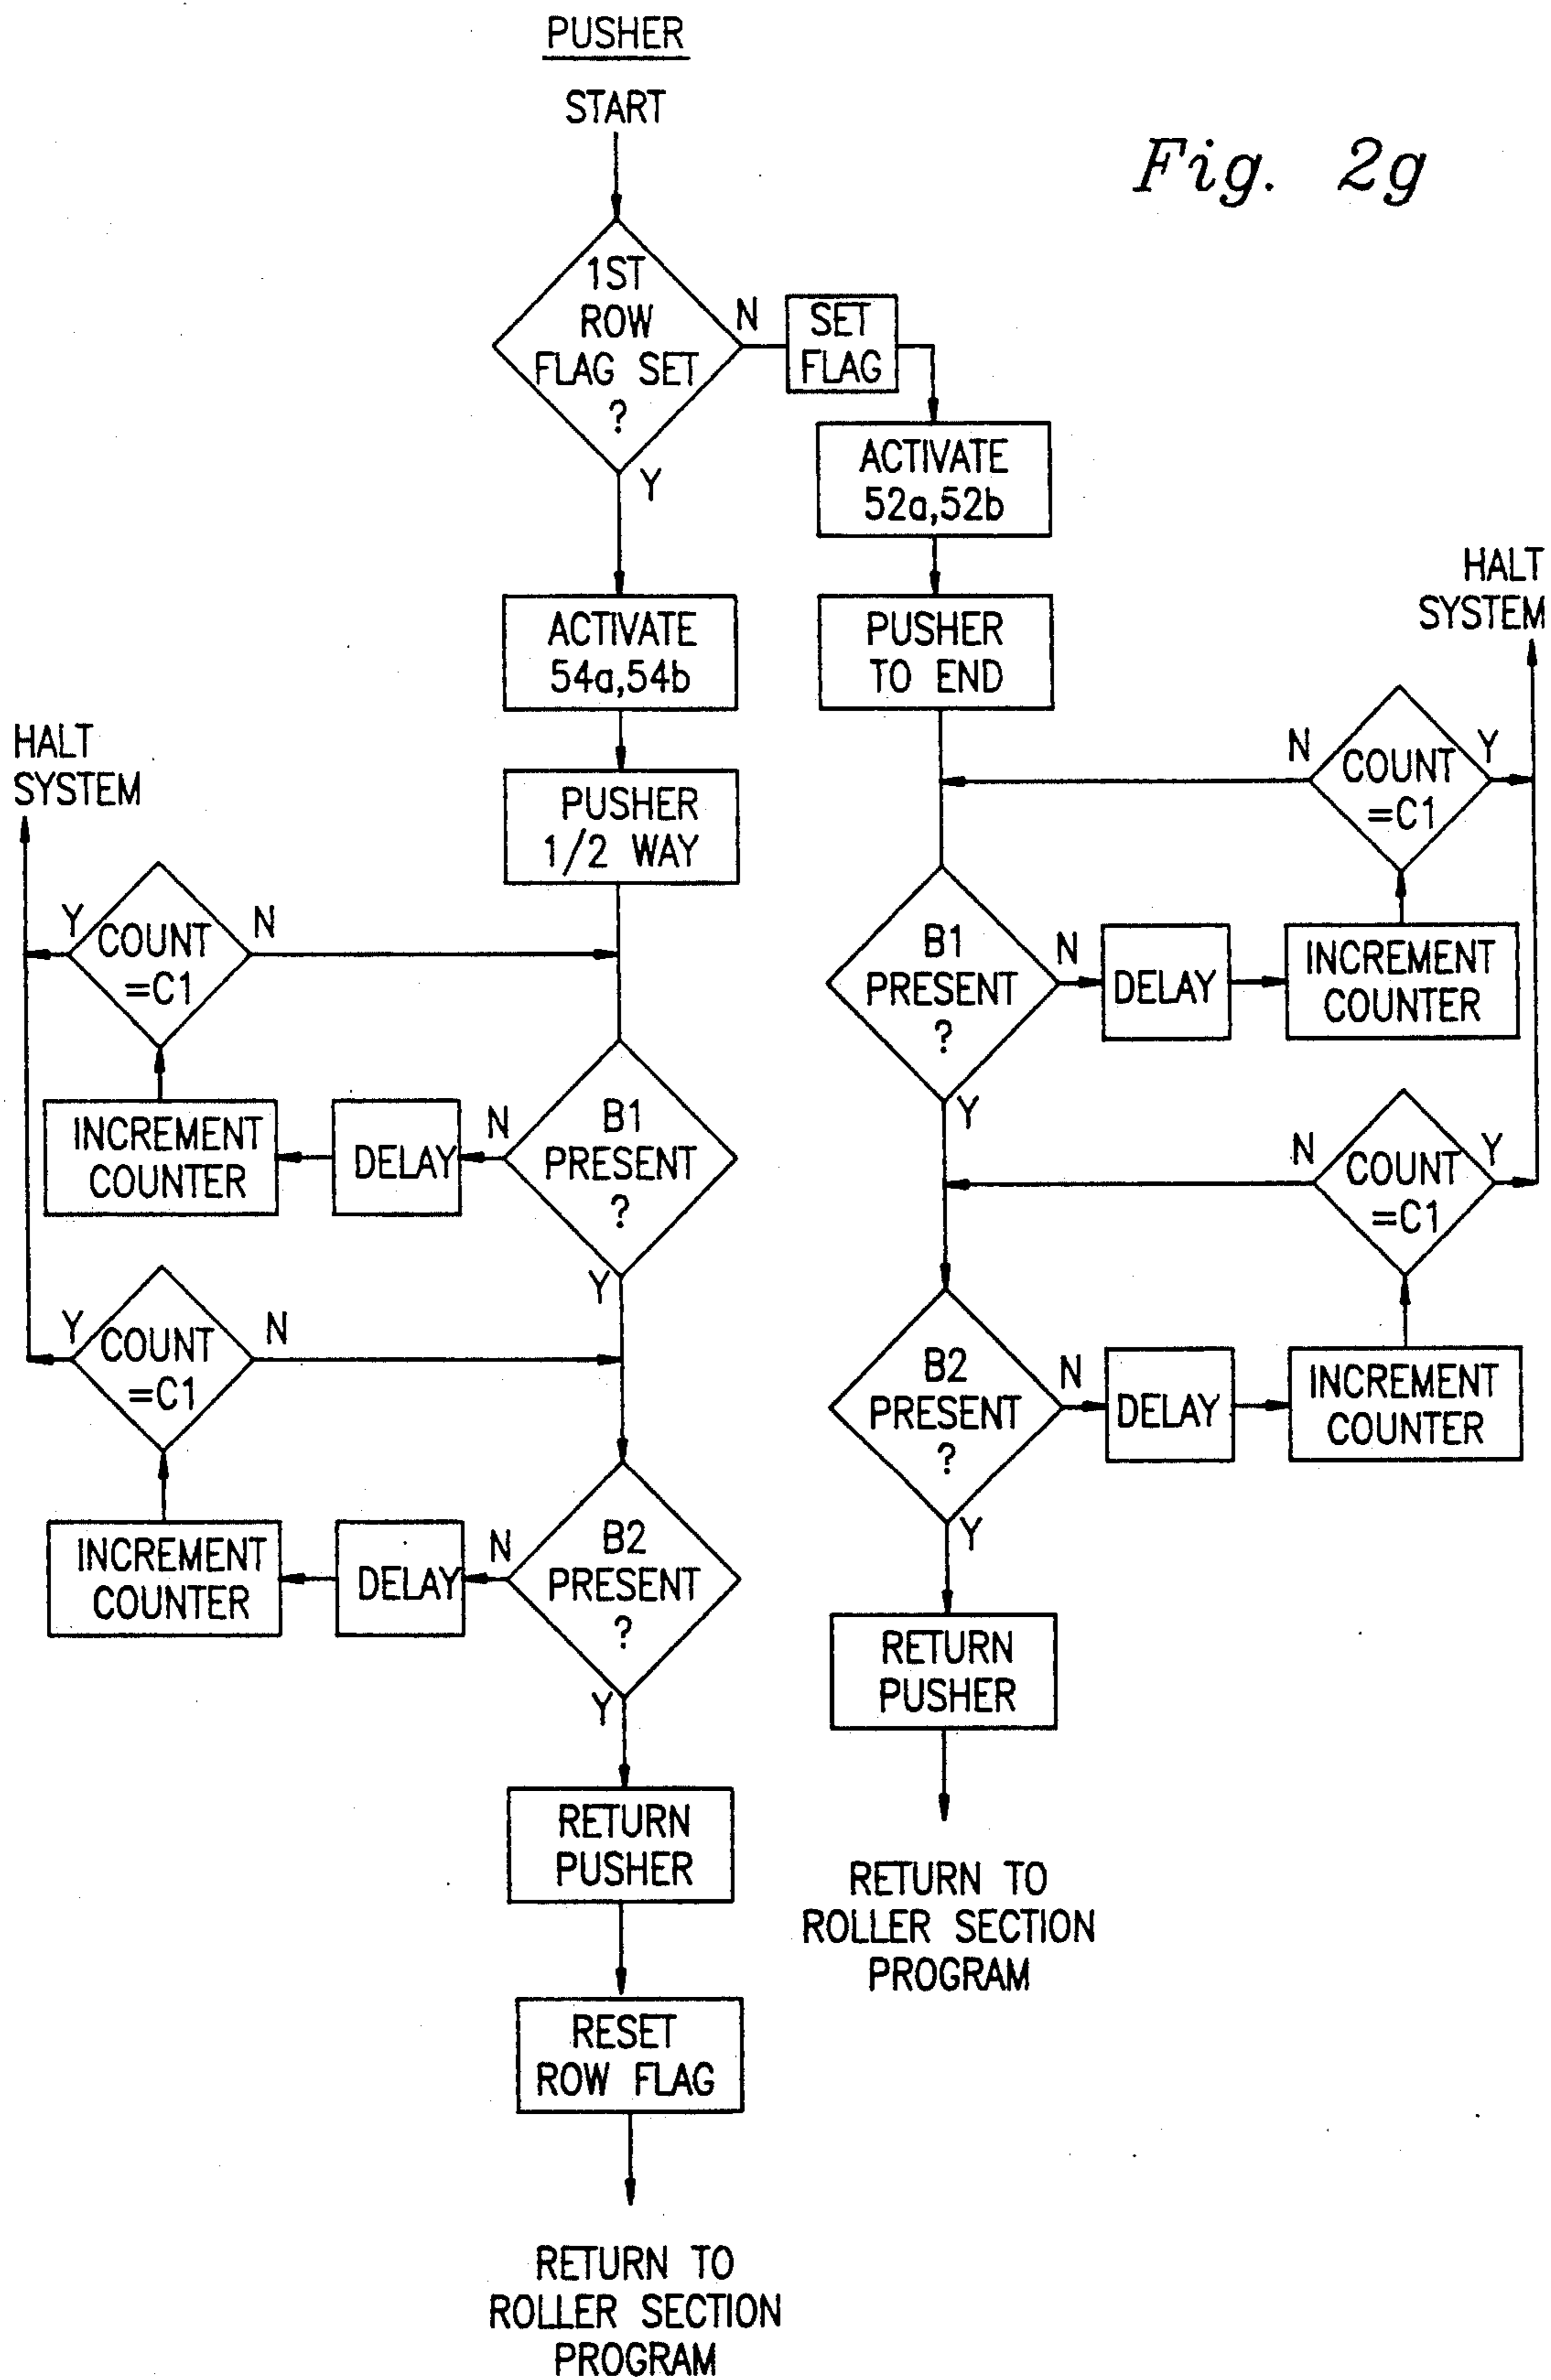 PUSHER
START
Fig. 2g
1ST
ROW
FLAG SET
?
N
SET
FLAG
Y
ACTIVATE
52a,52b
PUSHER
TO END
HALT
SYSTEM
N
COUNT
=C1
Y
B1
PRESENT
?
N
DELAY
INCREMENT
COUNTER
Y
N
COUNT
=C1
Y
B2
PRESENT
?
N
DELAY
INCREMENT
COUNTER
Y
RETURN
PUSHER
RETURN TO
ROLLER SECTION
PROGRAM
ACTIVATE
54a,54b
PUSHER
1/2 WAY
HALT
SYSTEM
Y
COUNT
=C1
N
B1
PRESENT
?
N
DELAY
INCREMENT
COUNTER
Y
Y
COUNT
=C1
N
B2
PRESENT
?
N
DELAY
INCREMENT
COUNTER
Y
RETURN
PUSHER
RESET
ROW FLAG
RETURN TO
ROLLER SECTION
PROGRAM